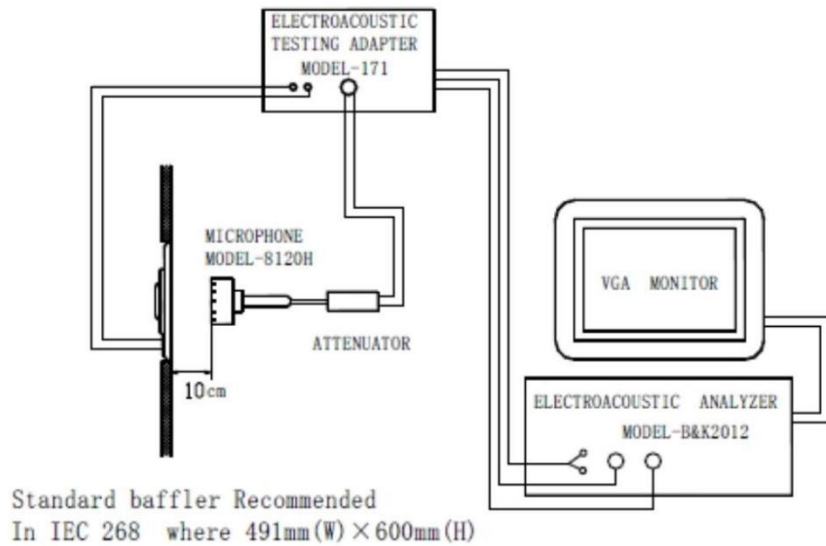 ELECTROACOUSTIC
TESTING ADAPTER
MODEL-171
MICROPHONE
MODEL-8120H
ATTENUATOR
10cm
VGA MONITOR
ELECTROACOUSTIC ANALYZER
MODEL-B&K2012
Standard baffler Recommended
In IEC 268 where 491mm(W)×600mm(H)